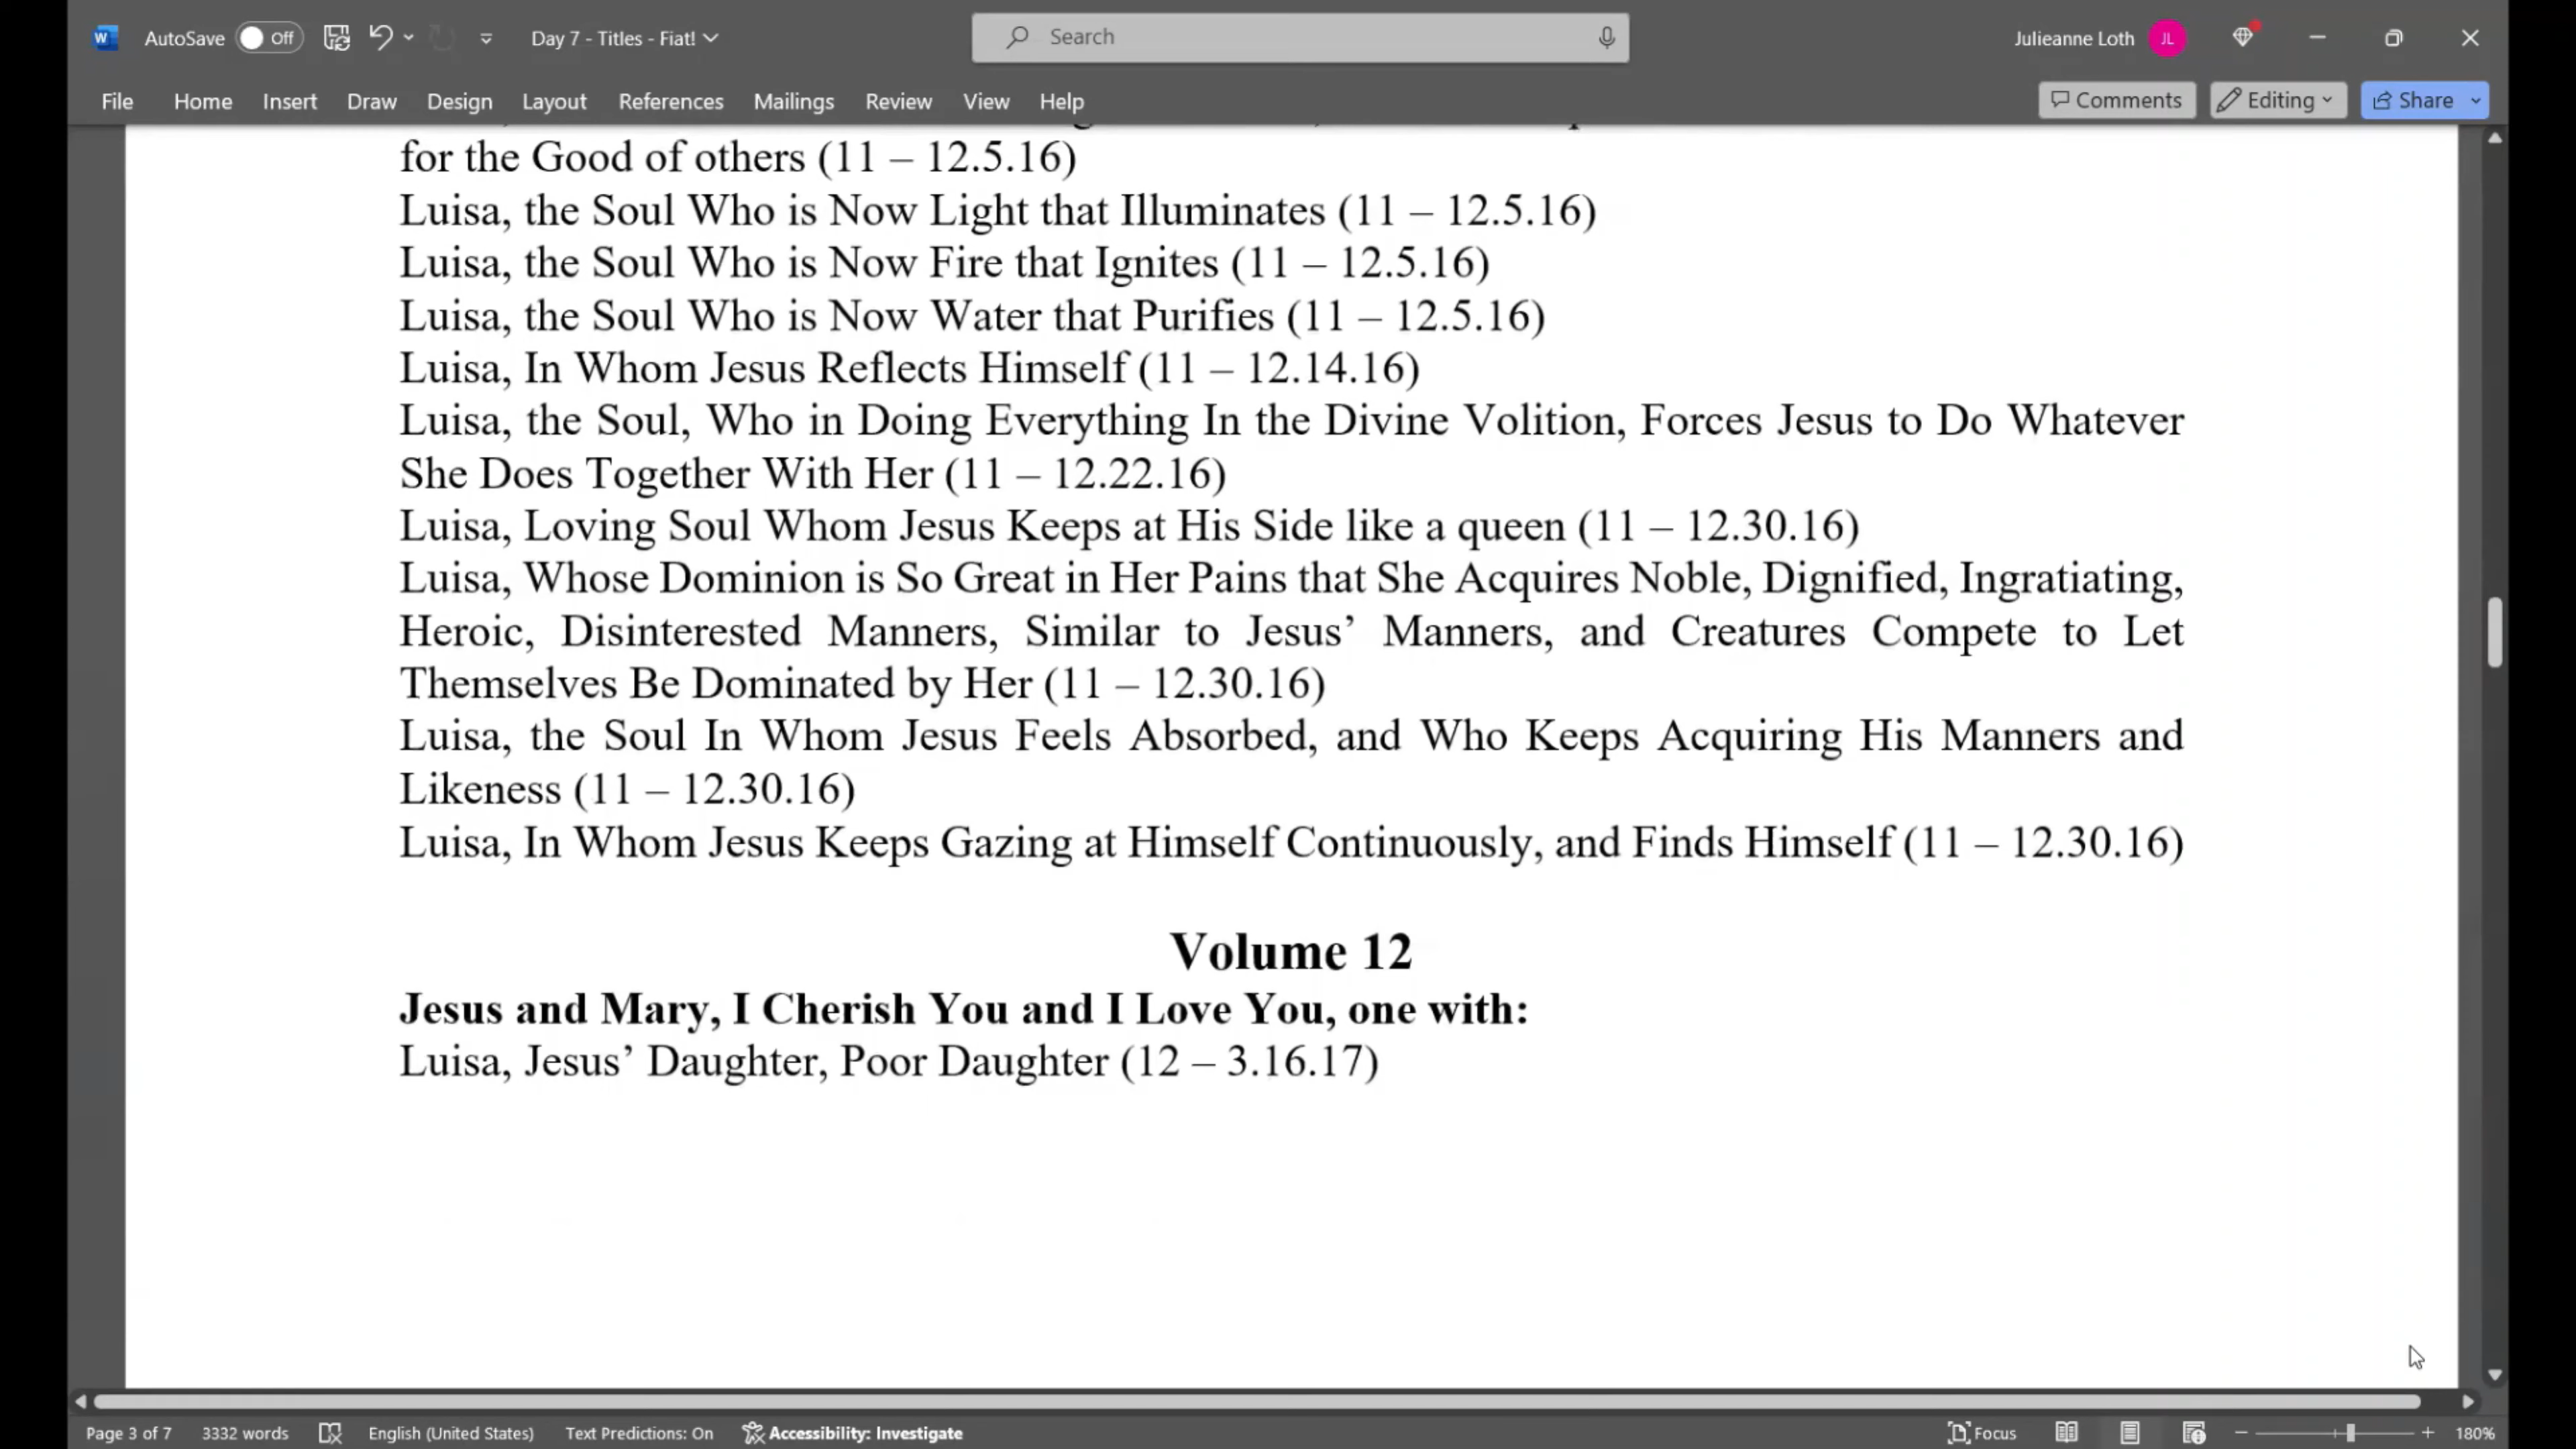 AutoSave Off Day 7 - Titles - Fiat! Search Julieanne Loth JL
File Home Insert Draw Design Layout References Mailings Review View Help Comments Editing Share
for the Good of others (11 – 12.5.16)
Luisa, the Soul Who is Now Light that Illuminates (11 – 12.5.16)
Luisa, the Soul Who is Now Fire that Ignites (11 – 12.5.16)
Luisa, the Soul Who is Now Water that Purifies (11 – 12.5.16)
Luisa, In Whom Jesus Reflects Himself (11 – 12.14.16)
Luisa, the Soul, Who in Doing Everything In the Divine Volition, Forces Jesus to Do Whatever
She Does Together With Her (11 – 12.22.16)
Luisa, Loving Soul Whom Jesus Keeps at His Side like a queen (11 – 12.30.16)
Luisa, Whose Dominion is So Great in Her Pains that She Acquires Noble, Dignified, Ingratiating,
Heroic, Disinterested Manners, Similar to Jesus’ Manners, and Creatures Compete to Let
Themselves Be Dominated by Her (11 – 12.30.16)
Luisa, the Soul In Whom Jesus Feels Absorbed, and Who Keeps Acquiring His Manners and
Likeness (11 – 12.30.16)
Luisa, In Whom Jesus Keeps Gazing at Himself Continuously, and Finds Himself (11 – 12.30.16)
Volume 12
Jesus and Mary, I Cherish You and I Love You, one with:
Luisa, Jesus’ Daughter, Poor Daughter (12 – 3.16.17)
Page 3 of 7 3332 words English (United States) Text Predictions: On Accessibility: Investigate Focus 180%